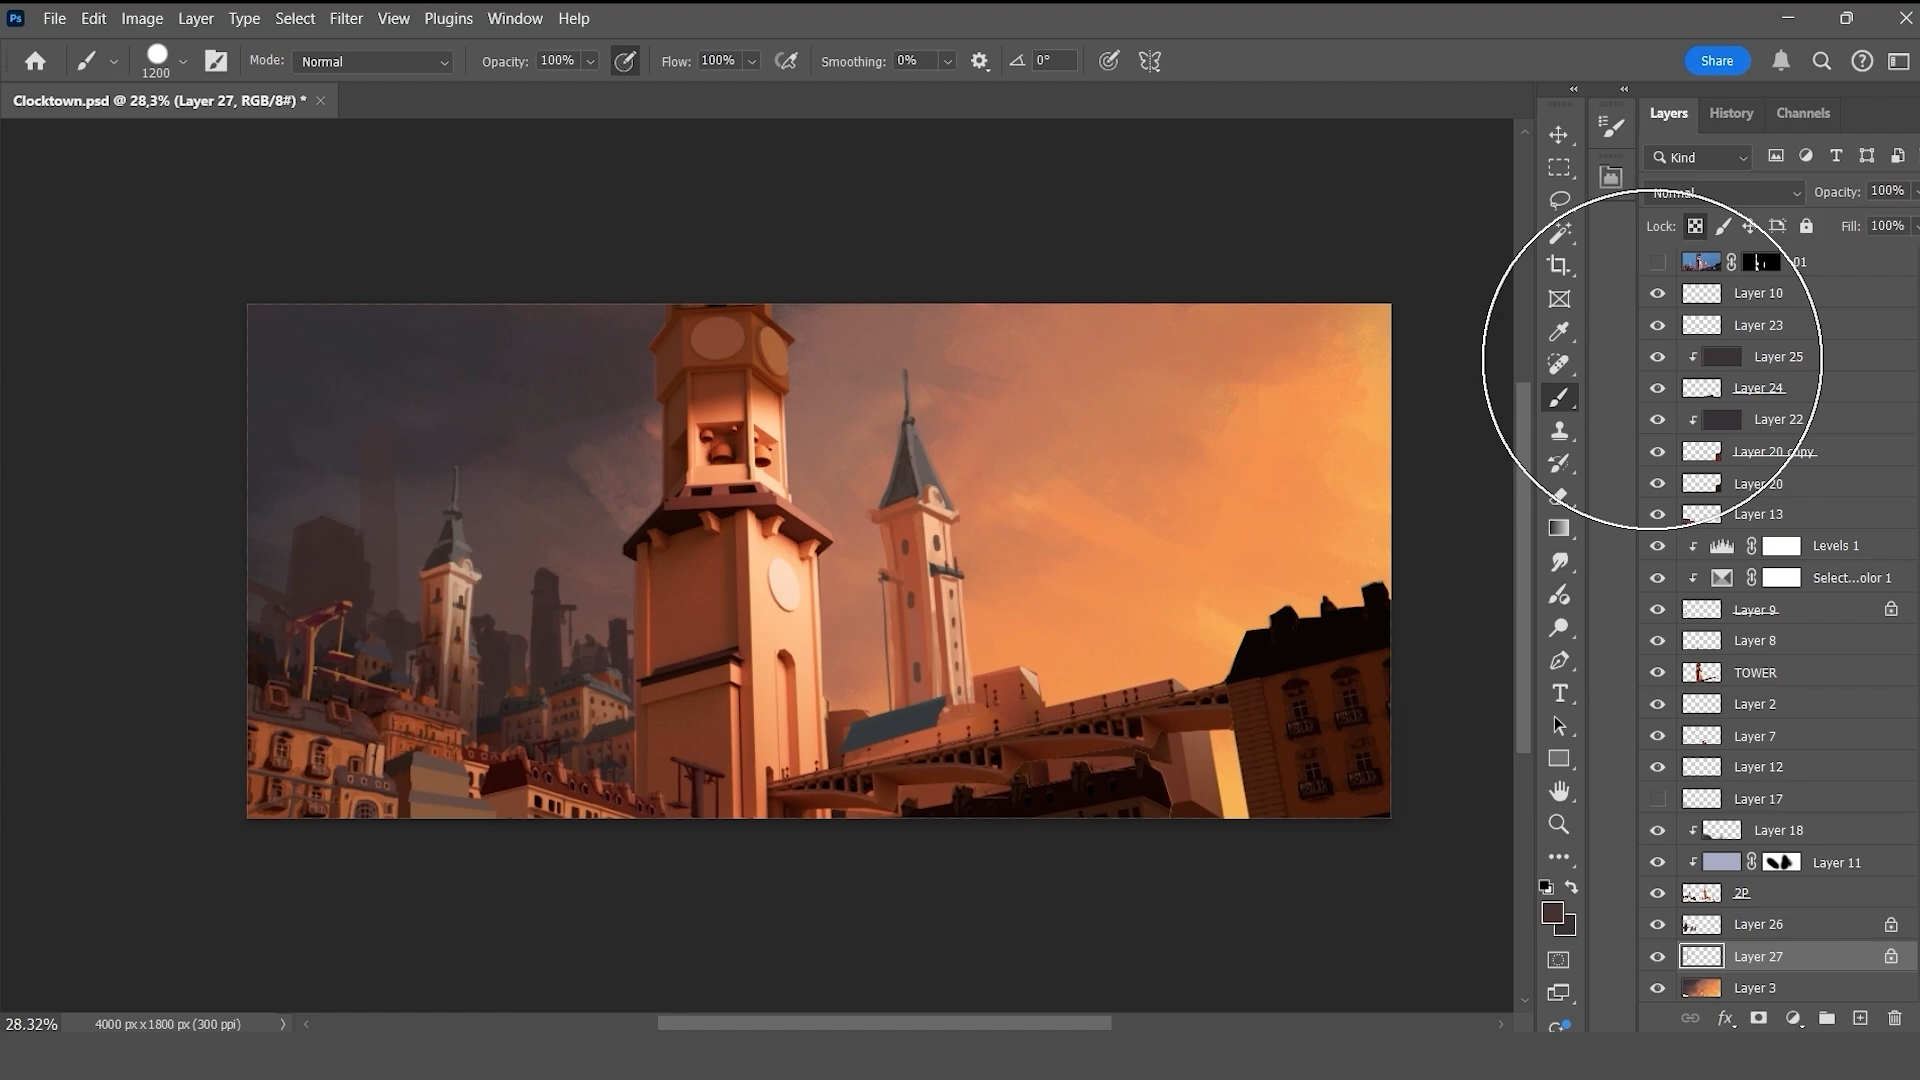 Ps File Edit Image Layer Type Select Filter View Plugins Window Help
1200 Mode: Normal Opacity: 100% Flow: 100% Smoothing: 0% 0° Share
Clocktown.psd @ 28,3% (Layer 27, RGB/8#) *
Layers History Channels
Kind
Normal Opacity: 100%
Lock: Fill: 100%
01
Layer 10
Layer 23
Layer 25
Layer 24
Layer 22
Layer 20 copy
Layer 20
Layer 13
Levels 1
Select...olor 1
Layer 9
Layer 8
TOWER
Layer 2
Layer 7
Layer 12
Layer 17
Layer 18
Layer 11
2P
Layer 26
Layer 27
Layer 3
28.32% 4000 px x 1800 px (300 ppi)